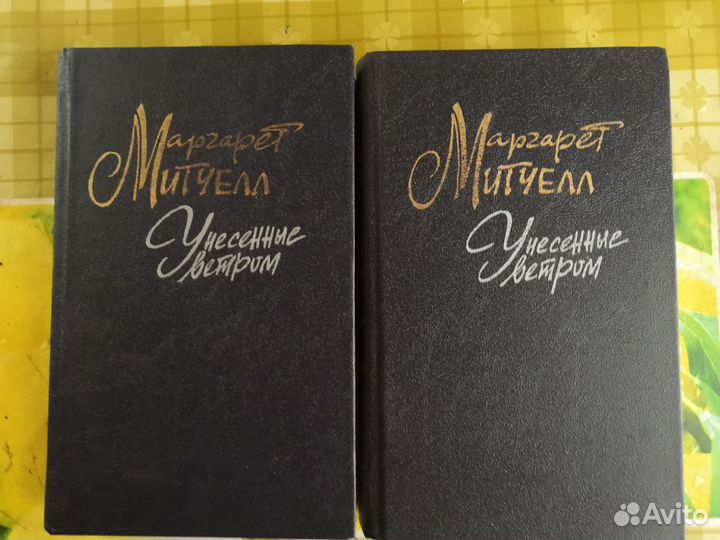 Маргарет
Митчелл
Унесенные
ветром
Маргарет
Митчелл
Унесенные
ветром
Avito